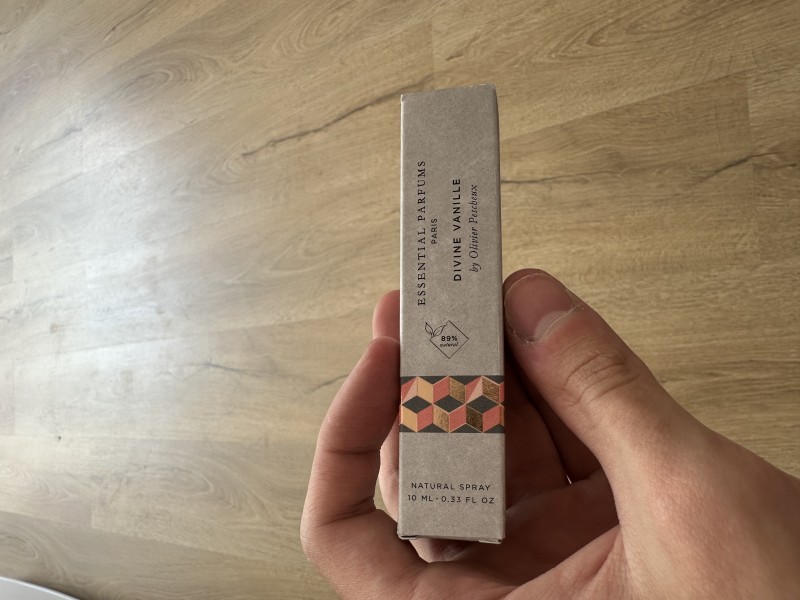 ESSENTIAL PARFUMS
PARIS
DIVINE VANILLE
by Olivier Pescheux
89%
natural
NATURAL SPRAY
10 ML - 0.33 FL OZ